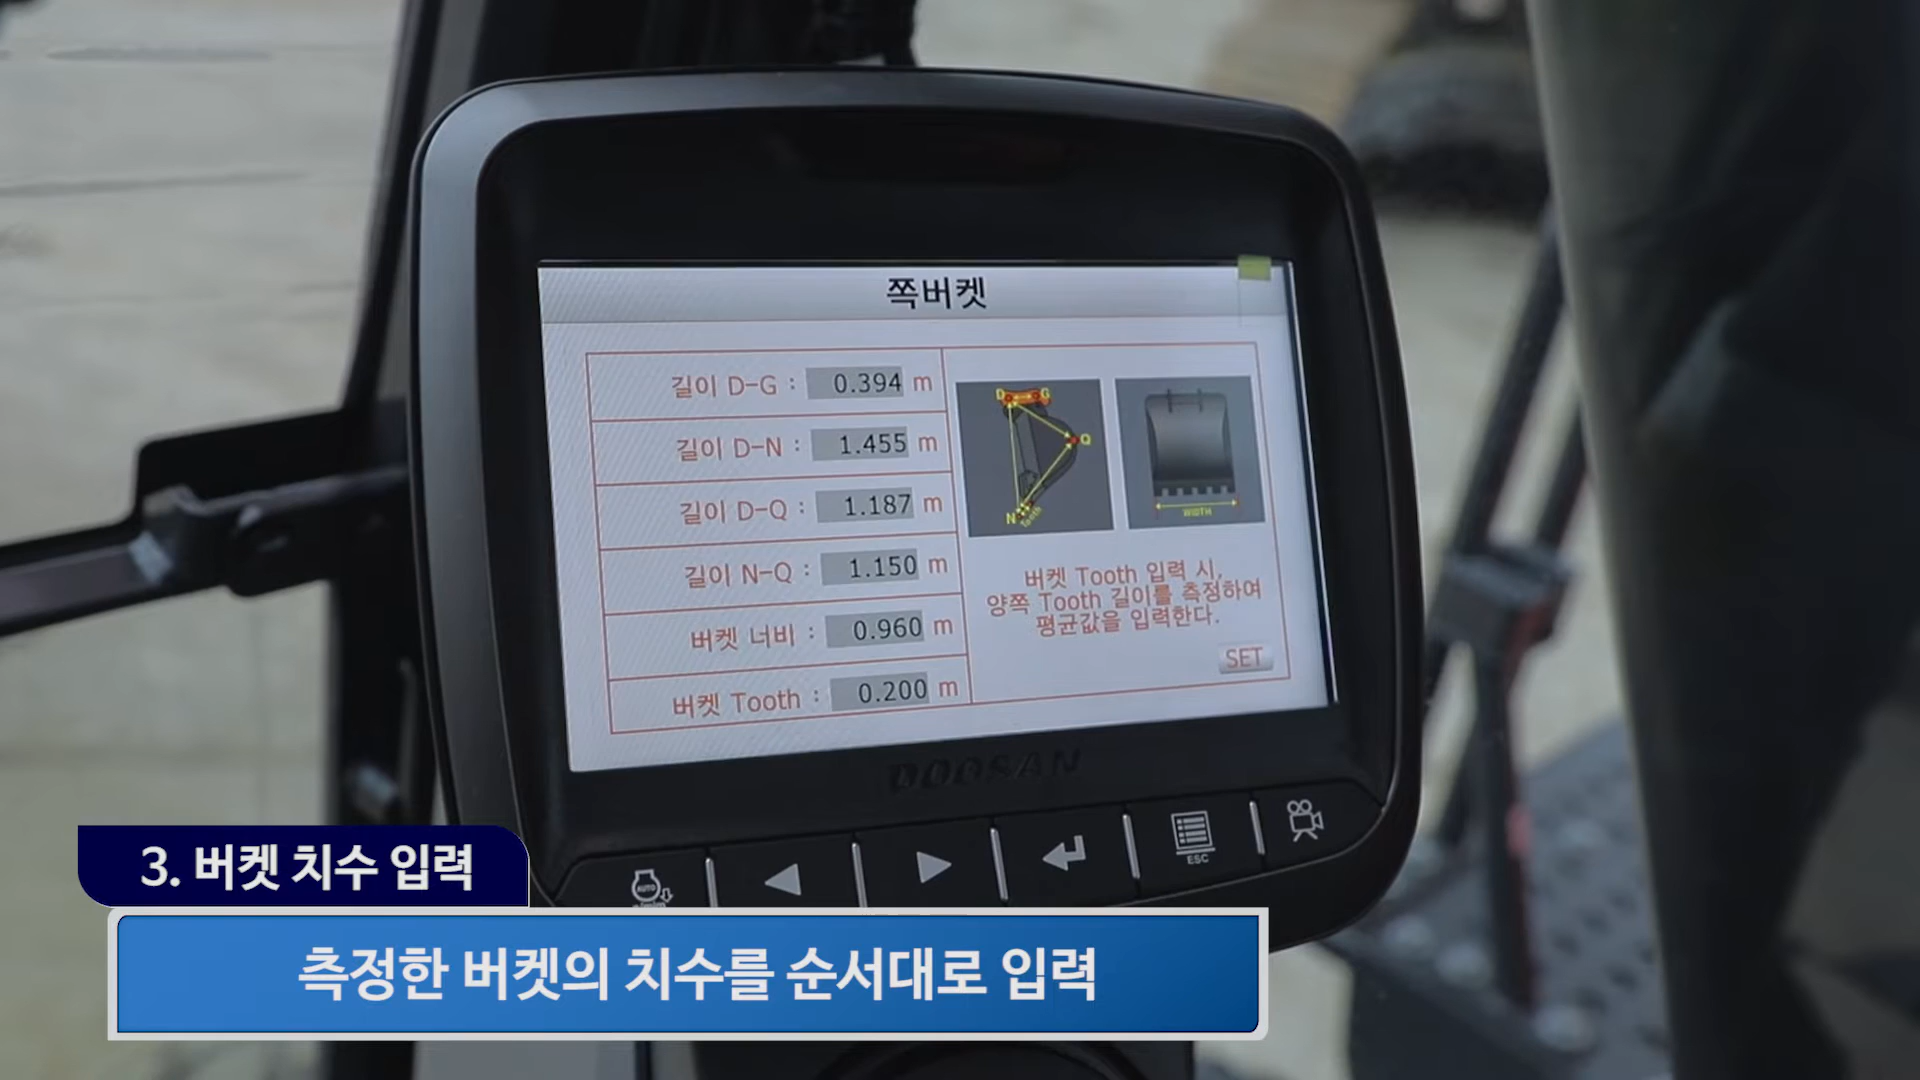 쪽버켓
길이 D-G : 0.394 m
길이 D-N : 1.455 m
길이 D-Q : 1.187 m
길이 N-Q : 1.150 m
버켓 너비 : 0.960 m
버켓 Tooth : 0.200 m
D G
Q
N Tooth
WIDTH
버켓 Tooth 입력 시,
양쪽 Tooth 길이를 측정하여
평균값을 입력한다.
SET
DOOSAN
AUTO
ESC
3. 버켓 치수 입력
측정한 버켓의 치수를 순서대로 입력